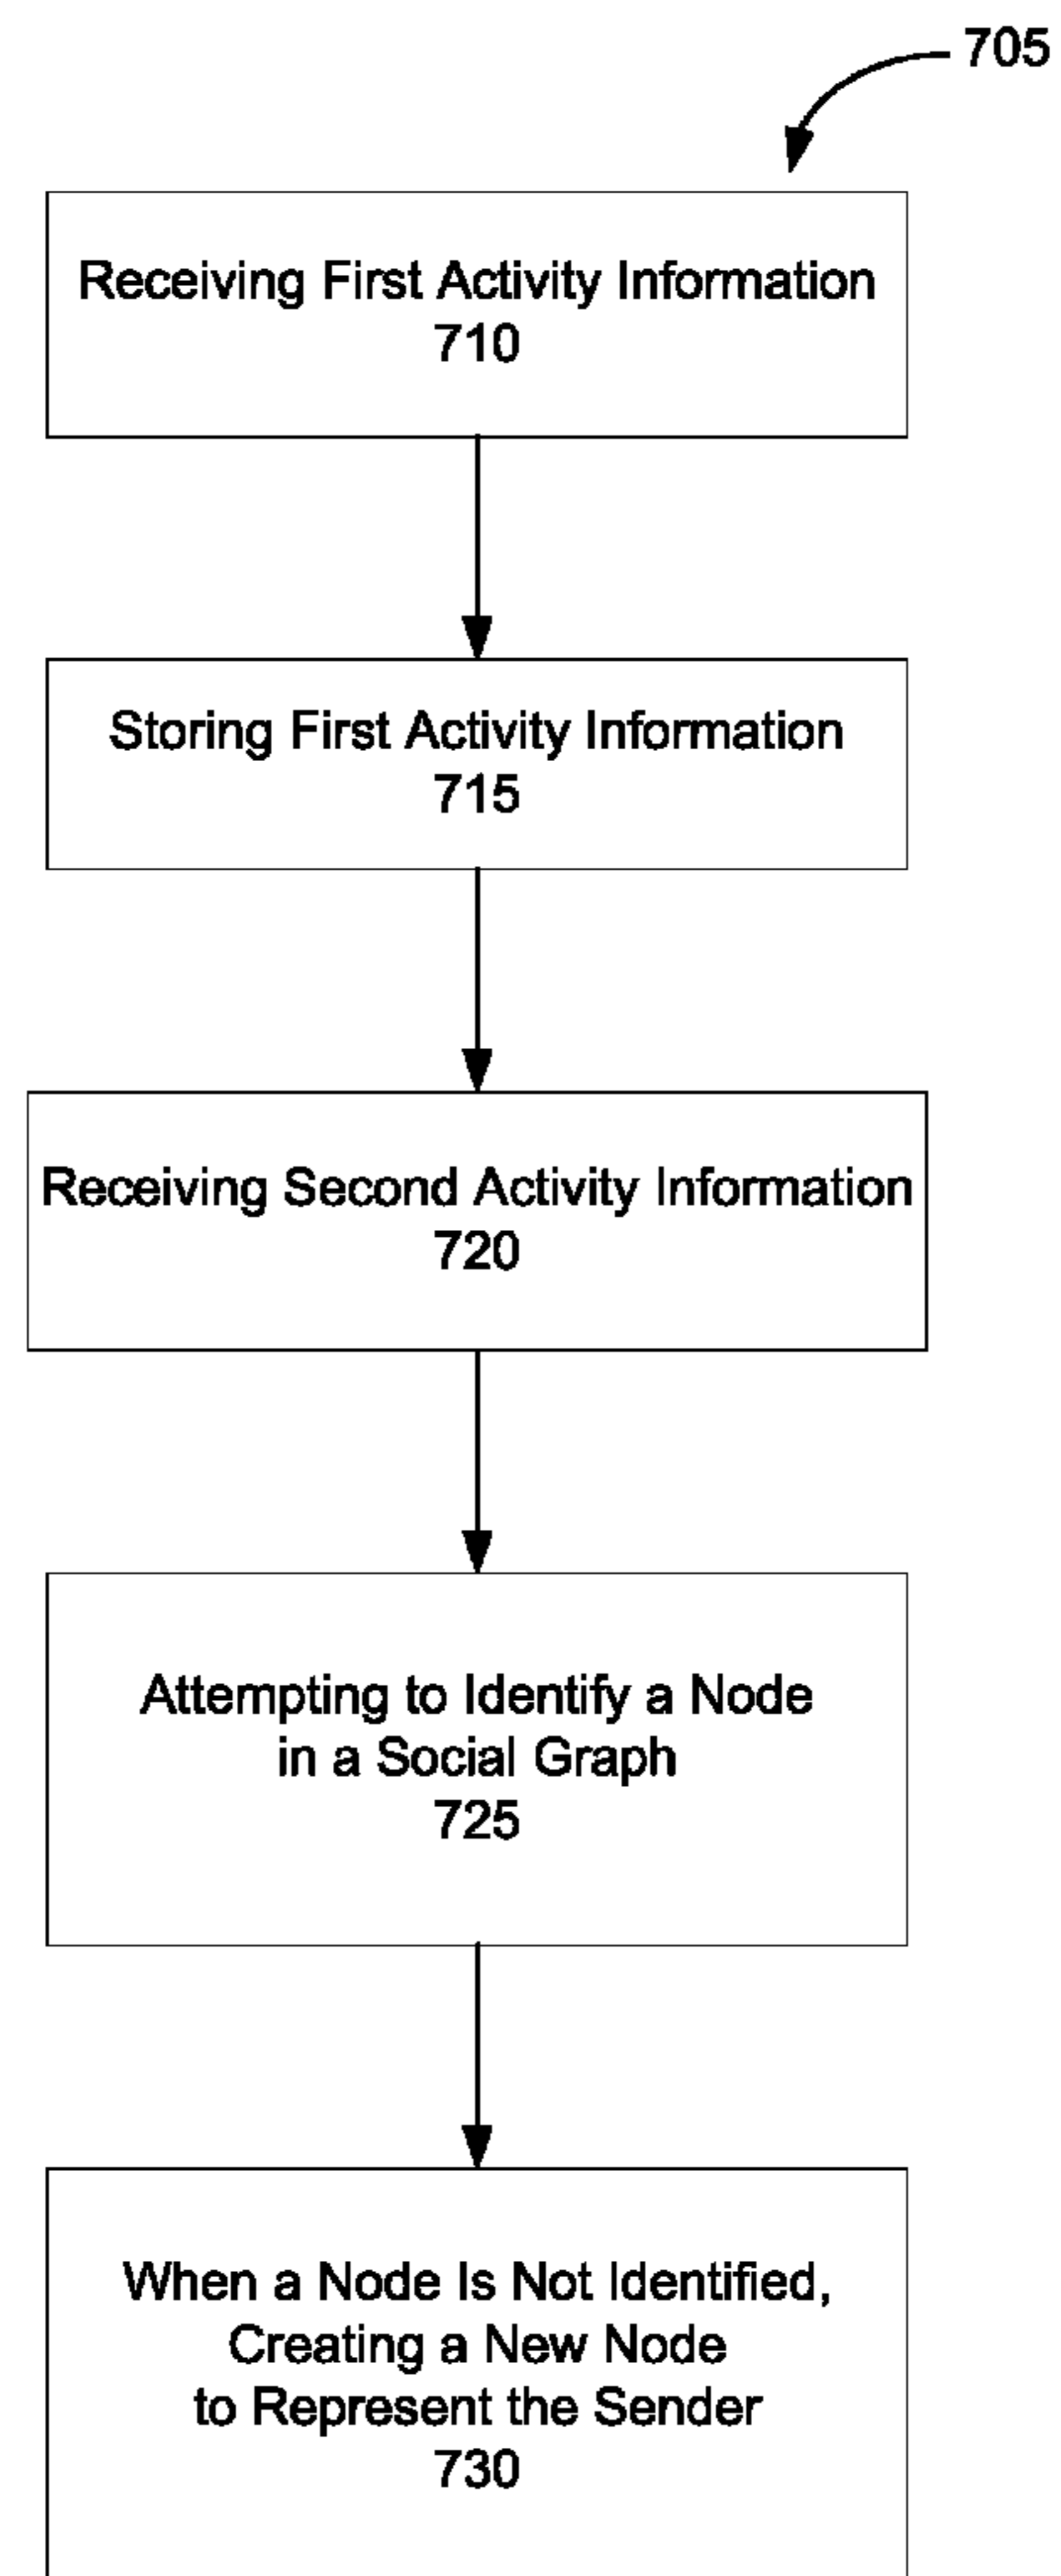 705
Receiving First Activity Information
710
Storing First Activity Information
715
Receiving Second Activity Information
720
Attempting to Identify a Node
in a Social Graph
725
When a Node Is Not Identified,
Creating a New Node
to Represent the Sender
730